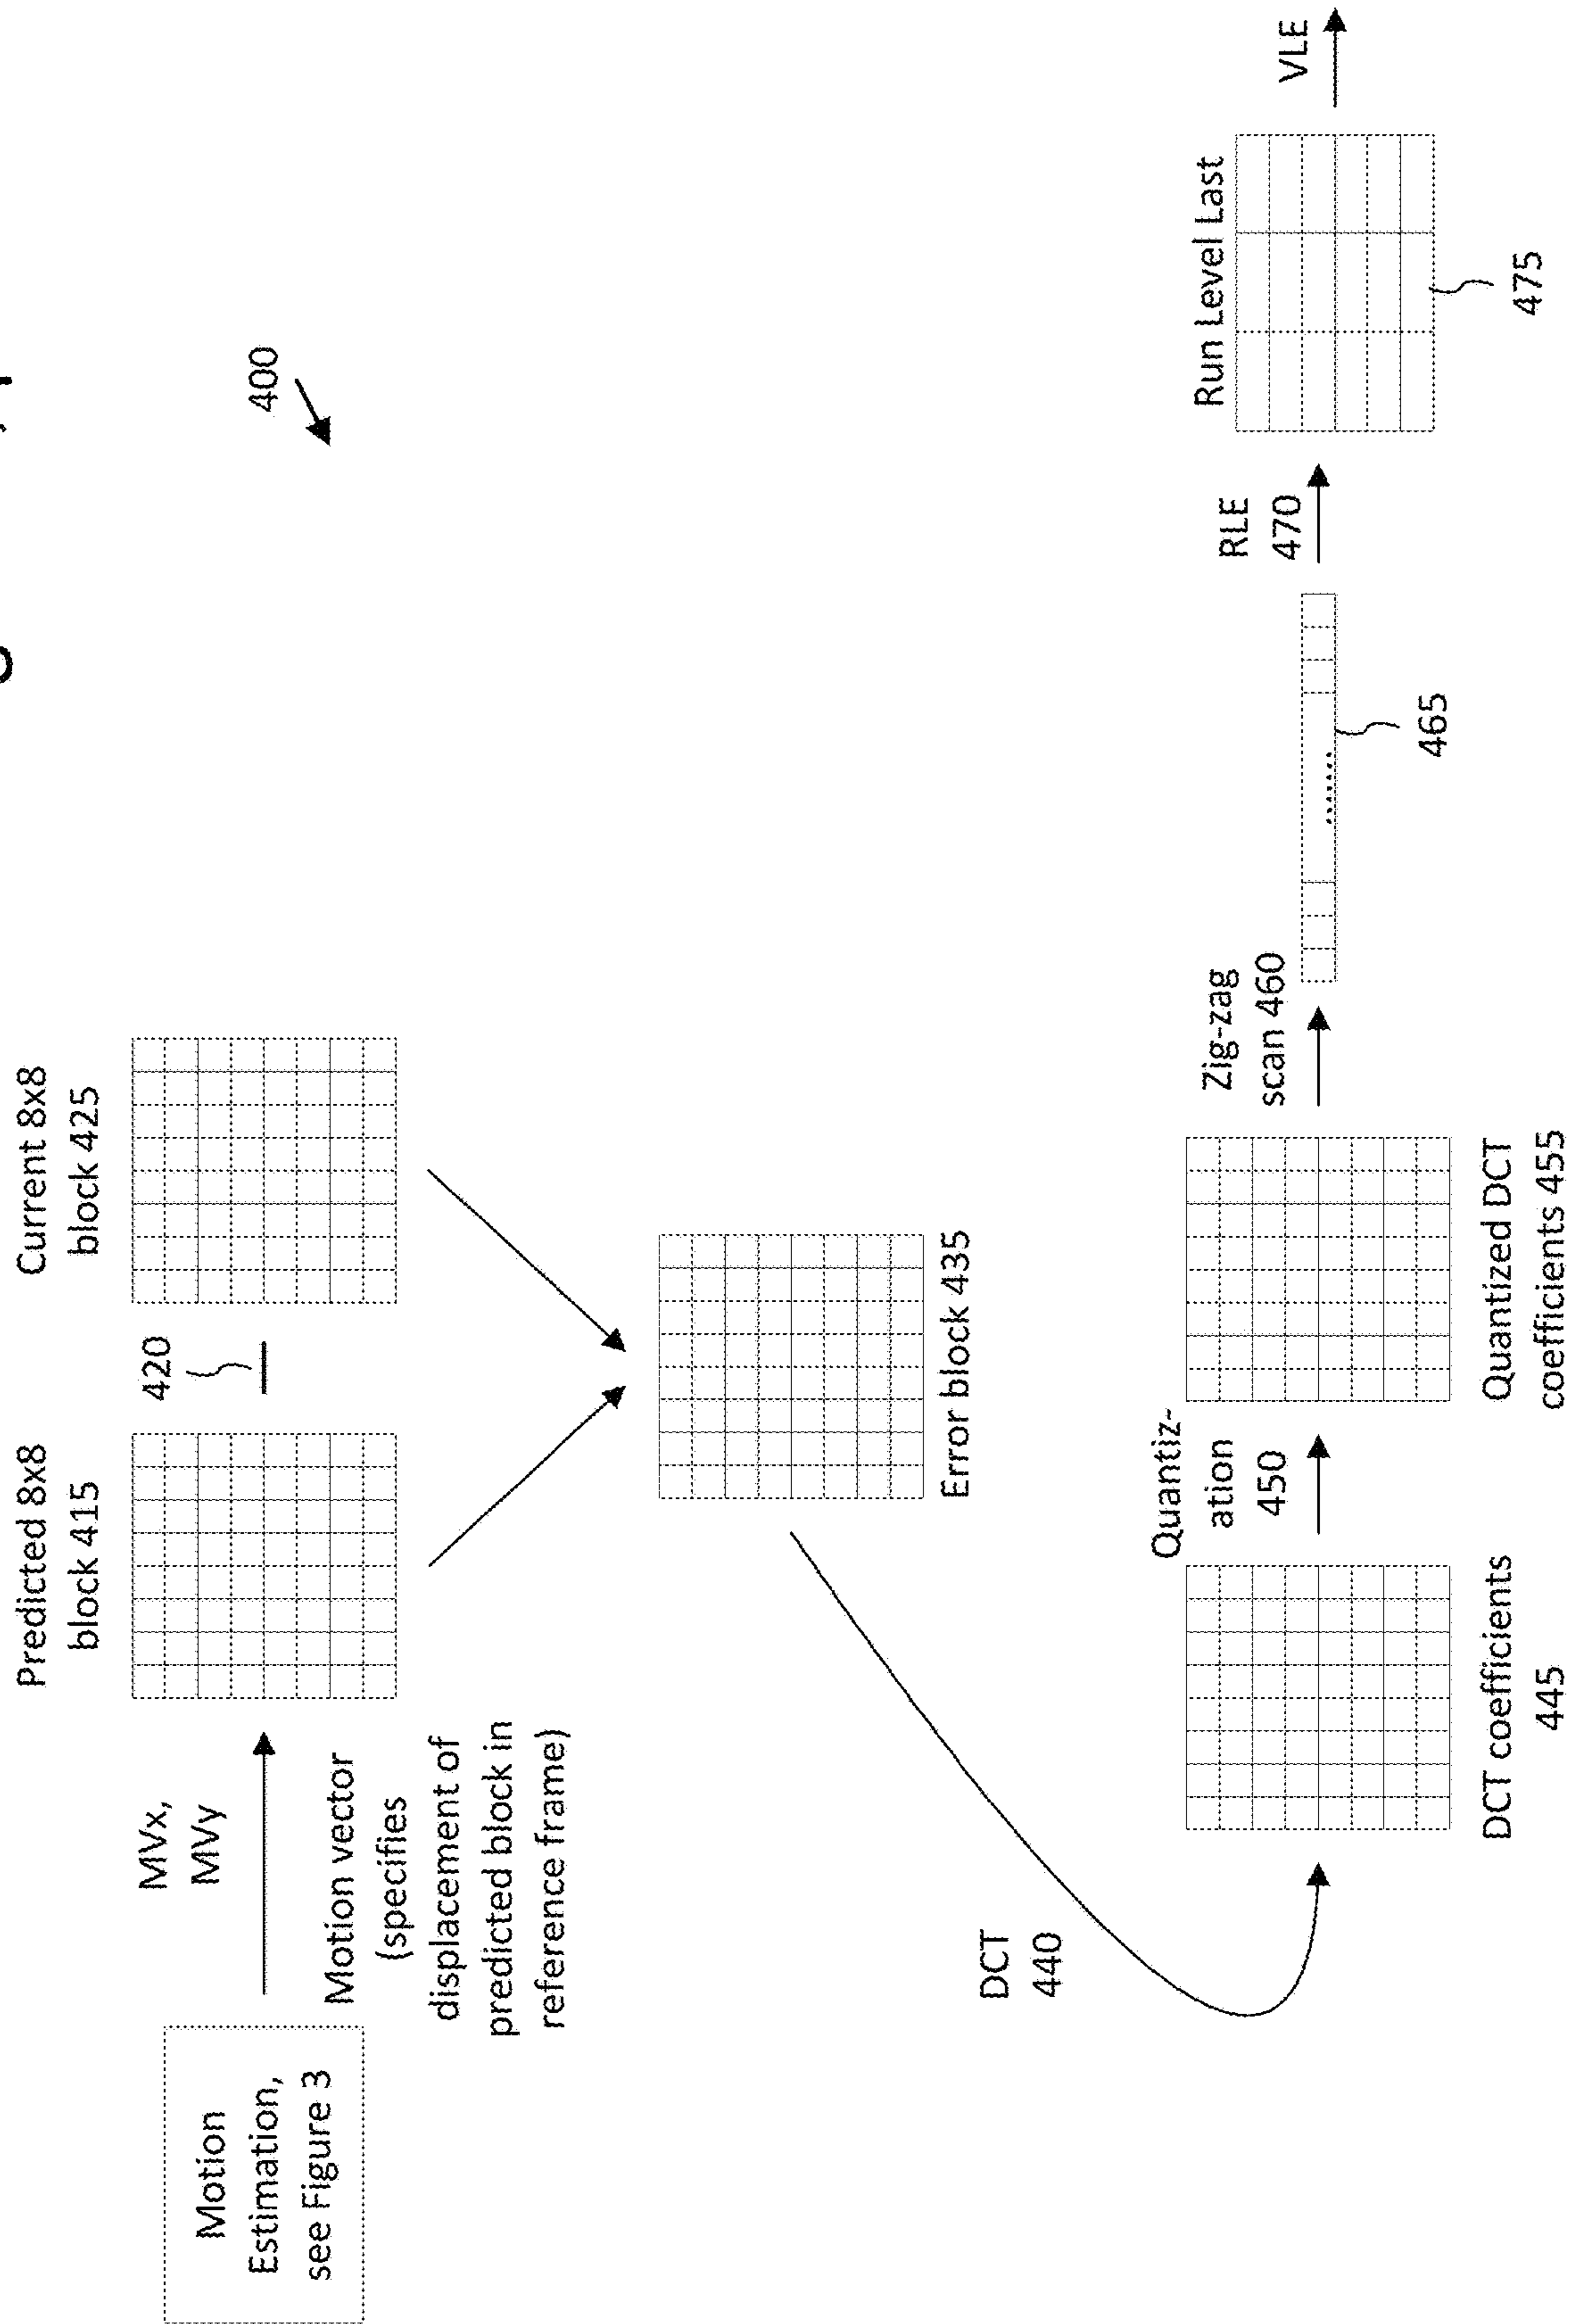 Predicted 8x8
block 415
Current 8x8
block 425
420
MVx,
MVy
Motion
Estimation,
see Figure 3
Motion vector
(specifies
displacement of
predicted block in
reference frame)
400
Error block 435
DCT
440
Quantiz-
ation
450
DCT coefficients
445
Quantized DCT
coefficients 455
Zig-zag
scan 460
465
RLE
470
Run Level Last
475
VLE